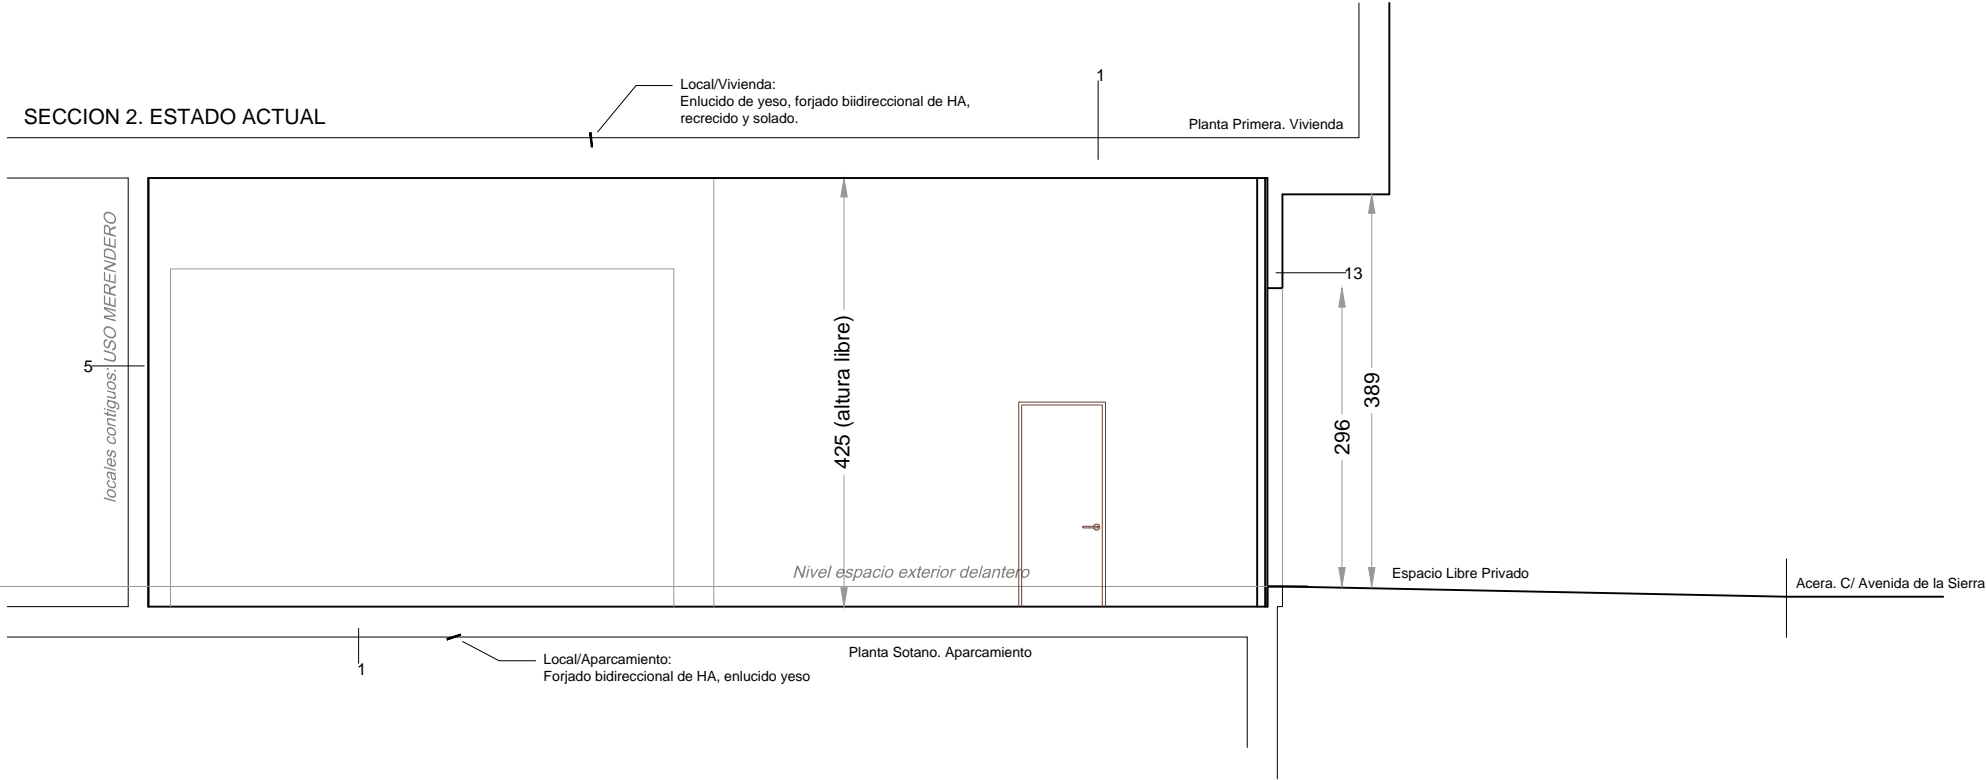 SECCION 2. ESTADO ACTUAL
Local/Vivienda:
Enlucido de yeso, forjado biidireccional de HA,
recrecido y solado.
1
Planta Primera. Vivienda
locales contiguos: USO MERENDERO
5
425 (altura libre)
13
296
389
Nivel espacio exterior delantero
Espacio Libre Privado
Acera. C/ Avenida de la Sierra
1
Local/Aparcamiento:
Forjado bidireccional de HA, enlucido yeso
Planta Sotano. Aparcamiento